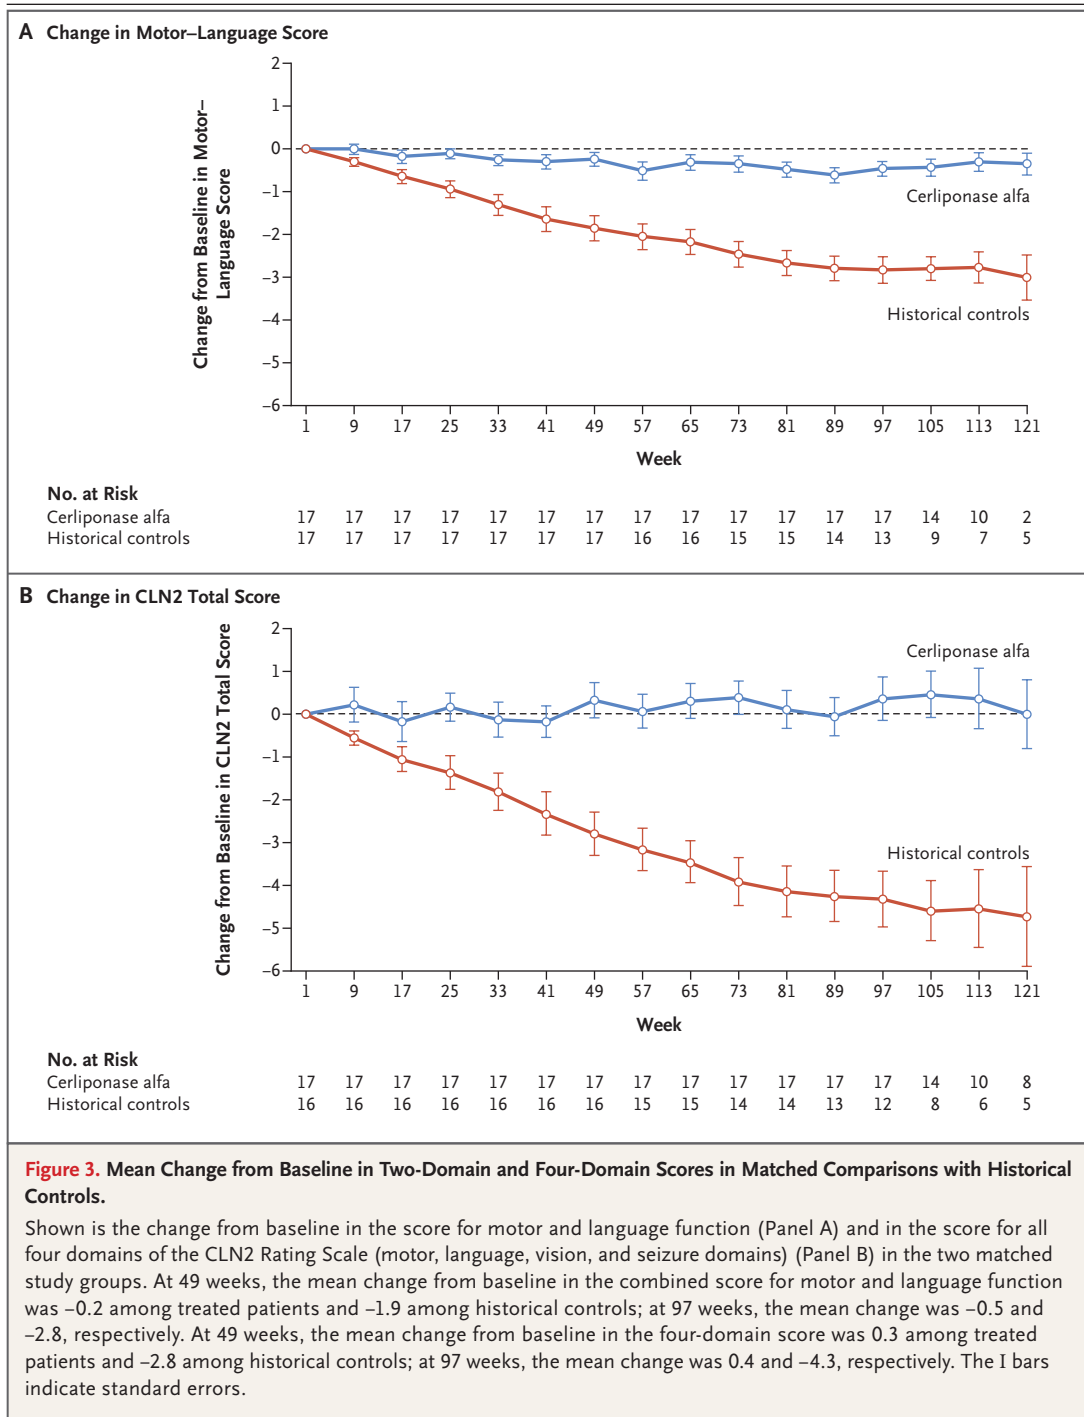 A Change in Motor–Language Score
Change from Baseline in Motor–
Language Score
2
1
0
–1
–2
–3
–4
–5
–6
Cerliponase alfa
Historical controls
1 9 17 25 33 41 49 57 65 73 81 89 97 105 113 121
Week
No. at Risk
Cerliponase alfa 17 17 17 17 17 17 17 17 17 17 17 17 17 14 10 2
Historical controls 17 17 17 17 17 17 17 16 16 15 15 14 13 9 7 5
B Change in CLN2 Total Score
Change from Baseline in CLN2 Total Score
2
1
0
–1
–2
–3
–4
–5
–6
Cerliponase alfa
Historical controls
1 9 17 25 33 41 49 57 65 73 81 89 97 105 113 121
Week
No. at Risk
Cerliponase alfa 17 17 17 17 17 17 17 17 17 17 17 17 17 14 10 8
Historical controls 16 16 16 16 16 16 16 15 15 14 14 13 12 8 6 5
Figure 3. Mean Change from Baseline in Two-Domain and Four-Domain Scores in Matched Comparisons with Historical
Controls.
Shown is the change from baseline in the score for motor and language function (Panel A) and in the score for all
four domains of the CLN2 Rating Scale (motor, language, vision, and seizure domains) (Panel B) in the two matched
study groups. At 49 weeks, the mean change from baseline in the combined score for motor and language function
was –0.2 among treated patients and –1.9 among historical controls; at 97 weeks, the mean change was –0.5 and
–2.8, respectively. At 49 weeks, the mean change from baseline in the four-domain score was 0.3 among treated
patients and –2.8 among historical controls; at 97 weeks, the mean change was 0.4 and –4.3, respectively. The I bars
indicate standard errors.